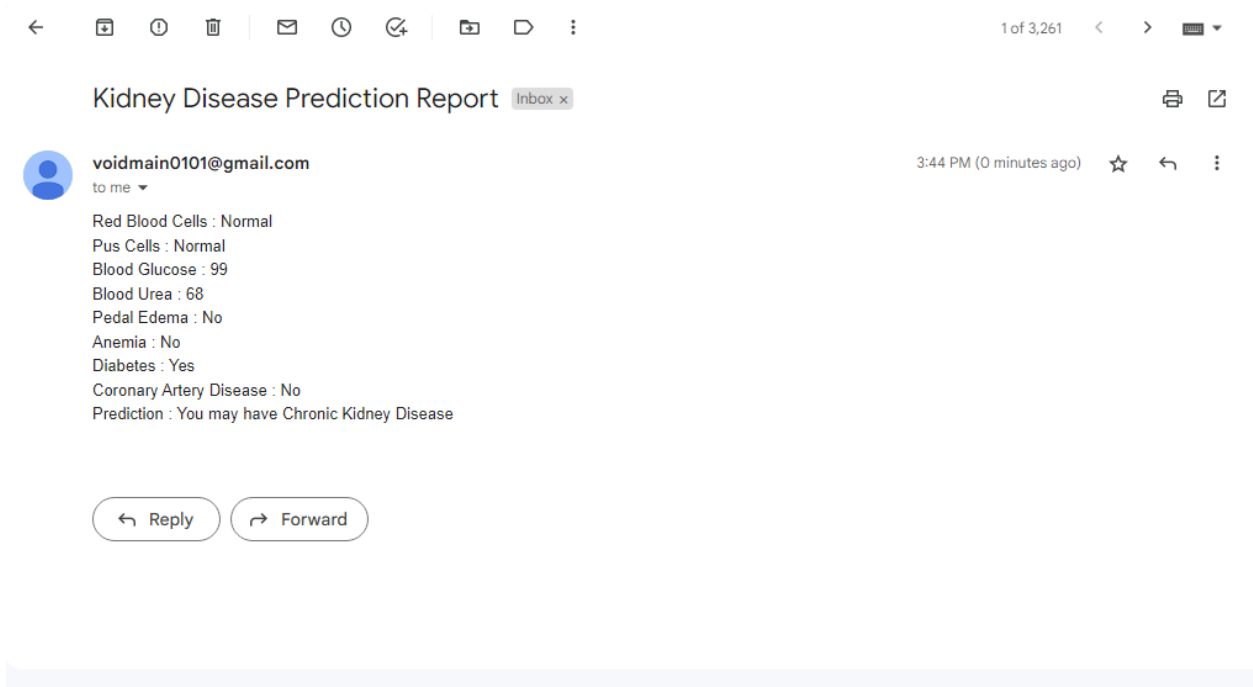 1 of 3,261
Kidney Disease Prediction Report Inbox x
voidmain0101@gmail.com 3:44 PM (0 minutes ago)
to me
Red Blood Cells : Normal
Pus Cells : Normal
Blood Glucose : 99
Blood Urea : 68
Pedal Edema : No
Anemia : No
Diabetes : Yes
Coronary Artery Disease : No
Prediction : You may have Chronic Kidney Disease
Reply Forward